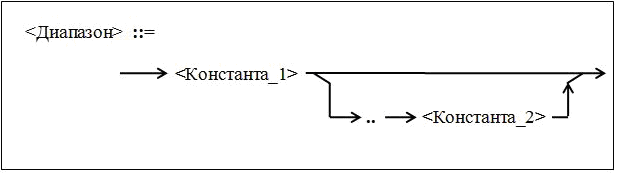 <Диапазон> ::=
<Константа_1>
.. <Константа_2>